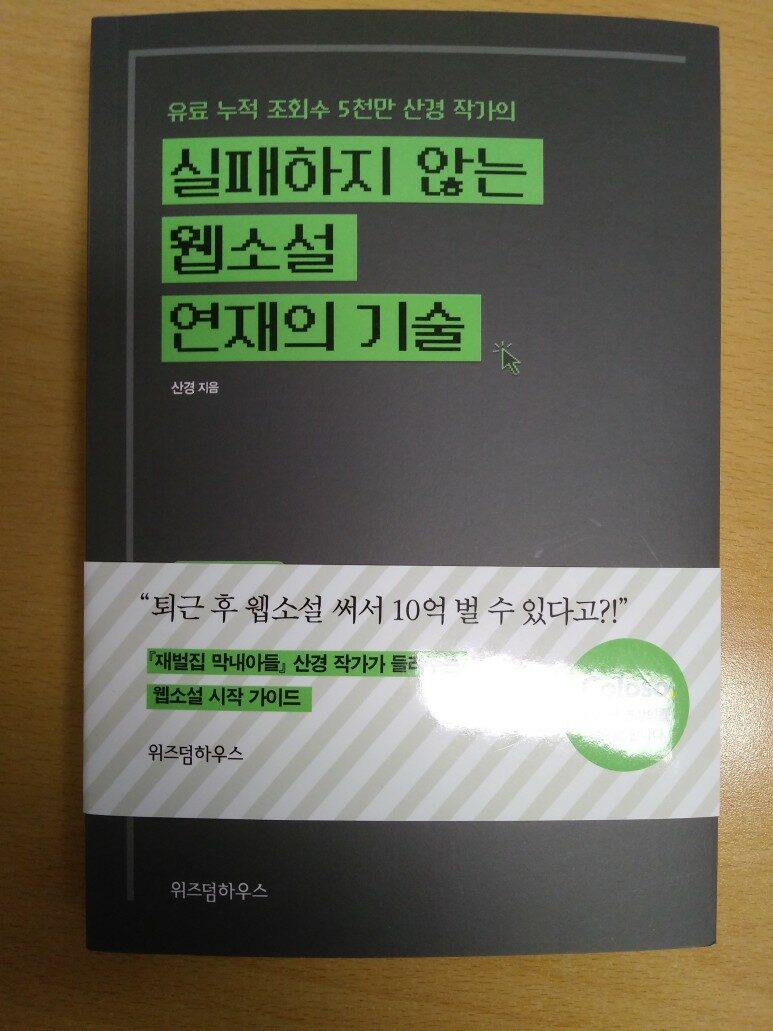 유료 누적 조회수 5천만 산경 작가의
실패하지 않는
웹소설
연재의 기술
산경 지음
“퇴근 후 웹소설 써서 10억 벌 수 있다고?!”
『재벌집 막내아들』 산경 작가가
웹소설 시작 가이드
위즈덤하우스
위즈덤하우스